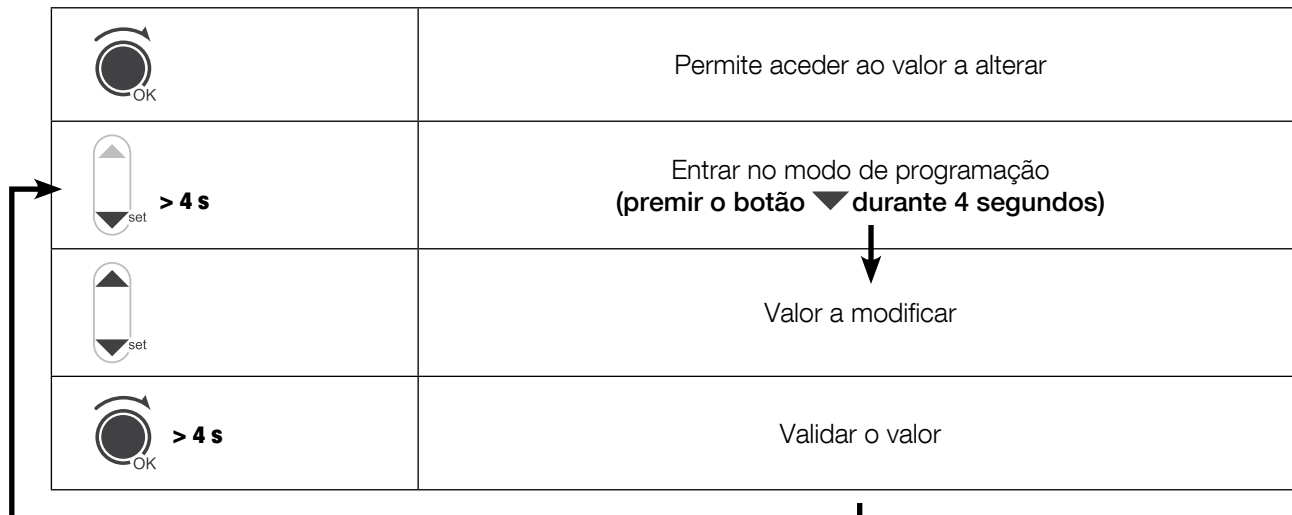 OK
Permite aceder ao valor a alterar
set
> 4 s
Entrar no modo de programação
(premir o botão durante 4 segundos)
set
Valor a modificar
OK
> 4 s
Validar o valor